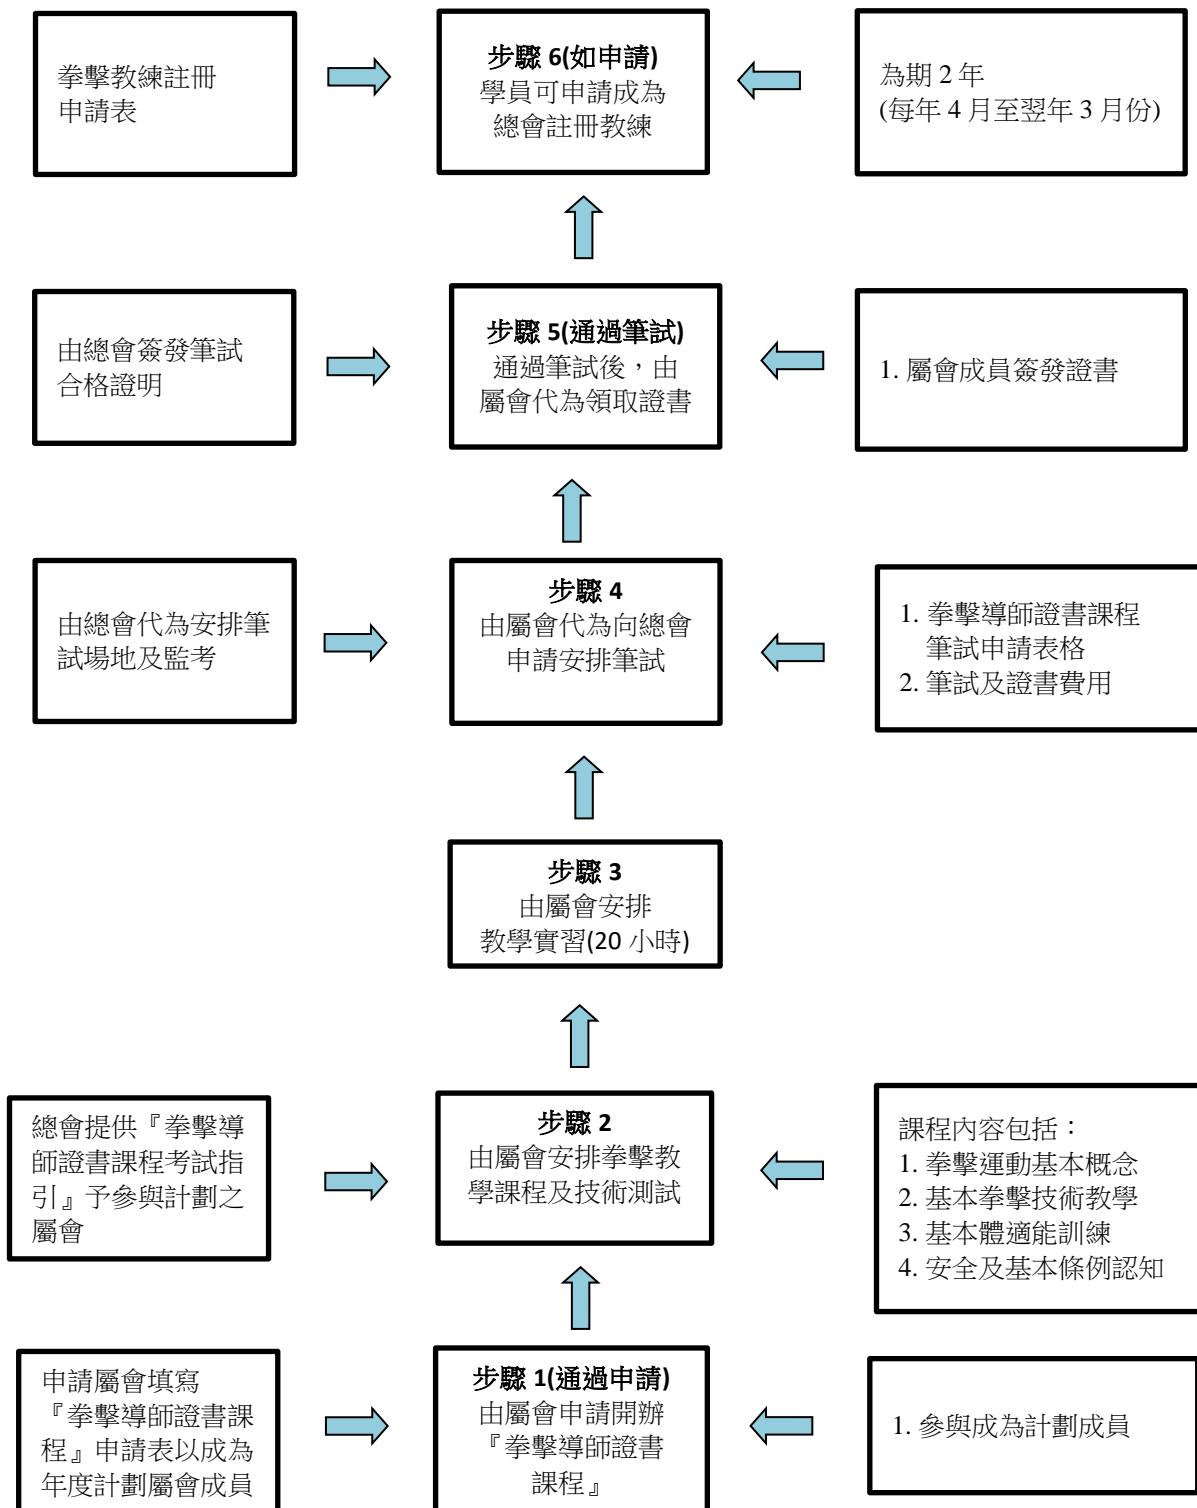 拳擊教練註冊
申請表
步驟 6(如申請)
學員可申請成為
總會註冊教練
為期 2 年
(每年 4 月至翌年 3 月份)
由總會簽發筆試
合格證明
步驟 5(通過筆試)
通過筆試後，由
屬會代為領取證書
1. 屬會成員簽發證書
由總會代為安排筆
試場地及監考
步驟 4
由屬會代為向總會
申請安排筆試
1. 拳擊導師證書課程
筆試申請表格
2. 筆試及證書費用
步驟 3
由屬會安排
教學實習(20 小時)
總會提供『拳擊導
師證書課程考試指
引』予參與計劃之
屬會
步驟 2
由屬會安排拳擊教
學課程及技術測試
課程內容包括：
1. 拳擊運動基本概念
2. 基本拳擊技術教學
3. 基本體適能訓練
4. 安全及基本條例認知
申請屬會填寫
『拳擊導師證書課
程』申請表以成為
年度計劃屬會成員
步驟 1(通過申請)
由屬會申請開辦
『拳擊導師證書
課程』
1. 參與成為計劃成員